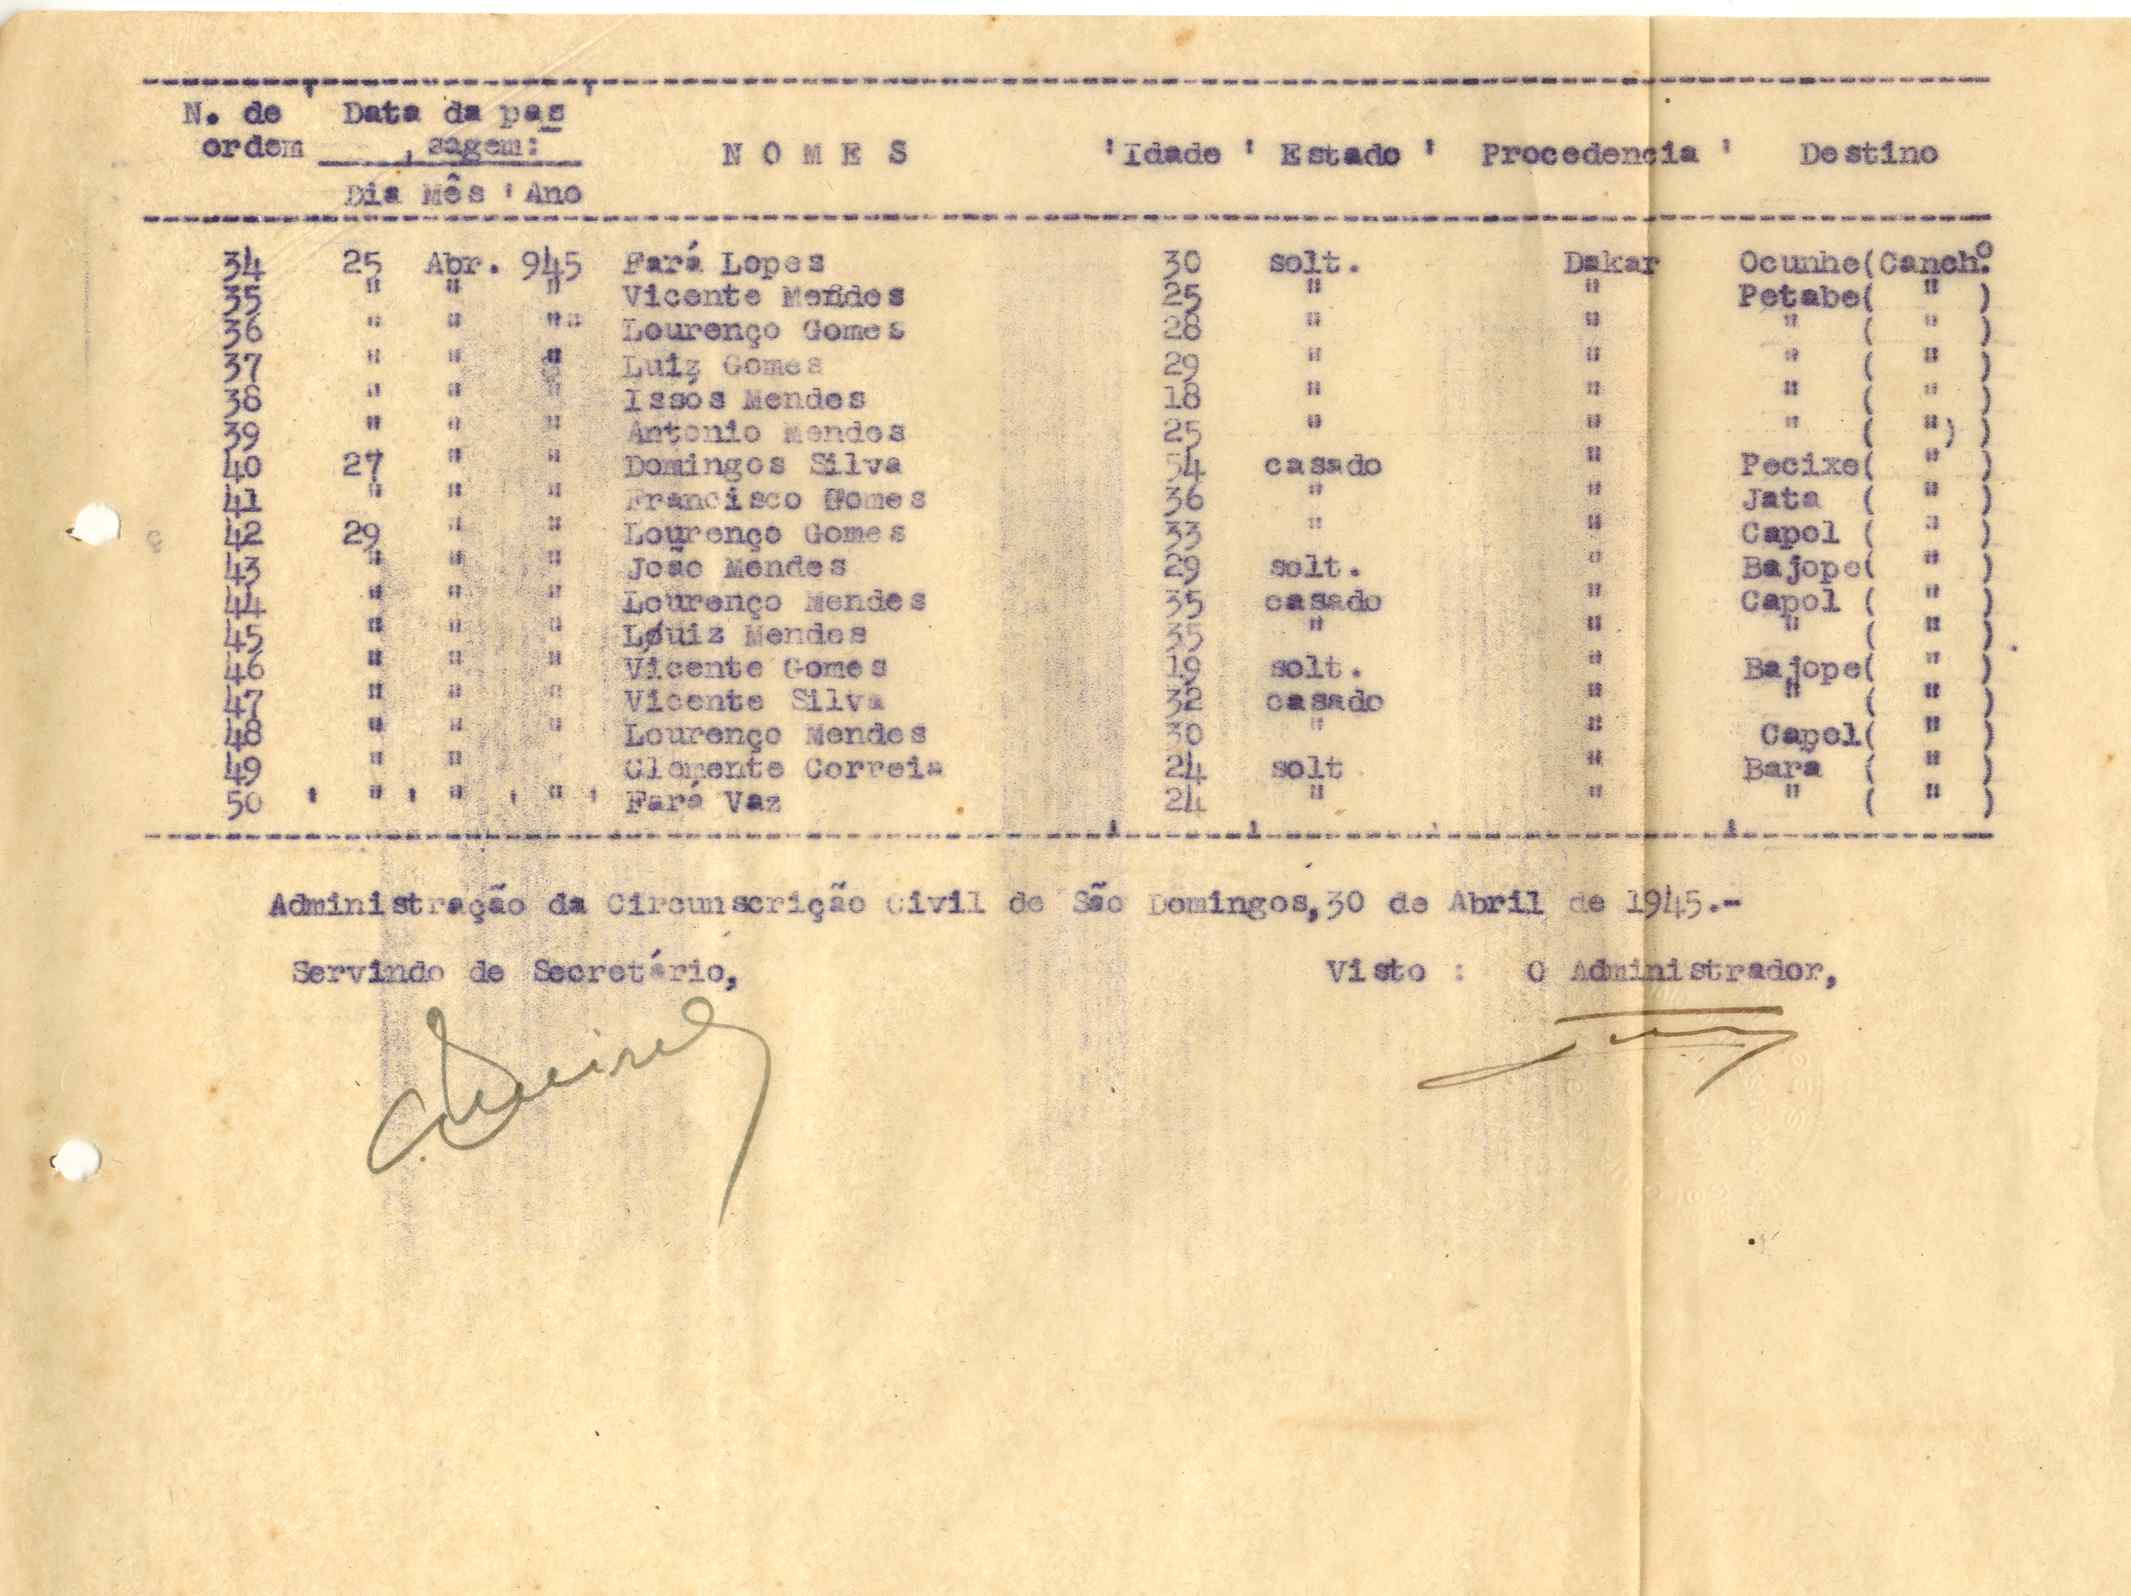 N. de ' Data da pas '
ordem , sagem: N O M E S ' Idade ' Estado ' Procedencia ' Destino
Dia Mês ' Ano
34 25 Abr. 945 Fará Lopes 30 solt. Dakar Ocunhe(Canch.º
35 " " " Vicente Mendes 25 " " Petabe( " )
36 " " "" Lourenço Gomes 28 " " " ( " )
37 " " " Luiz Gomes 29 " " " ( " )
38 " " " Issós Mendes 18 " " " ( " )
39 " " " Antonio Mendes 25 " " " ( ") )
40 27 " " Domingos Silva 54 casado " Pecixe( " )
41 " " " Francisco Gomes 36 " " Jata ( " )
42 29 " " Lourenço Gomes 33 " " Capol ( " )
43 " " " João Mendes 29 solt. " Bajope( " )
44 " " " Lourenço Mendes 35 casado " Capol ( " )
45 " " " Luiz Mendes 35 " " " ( " )
46 " " " Vicente Gomes 19 solt. " Bajope( " )
47 " " " Vicente Silva 32 casado " " ( " )
48 " " " Lourenço Mendes 30 " " Capol( " )
49 " " Clemente Correia 24 solt " Bara ( " )
50 ' " ' " ' " ' Fará Vaz 24 " " " ( " )
Administração da Circunscrição Civil de São Domingos,30 de Abril de 1945.-
Servindo de Secretário, Visto : O Administrador,